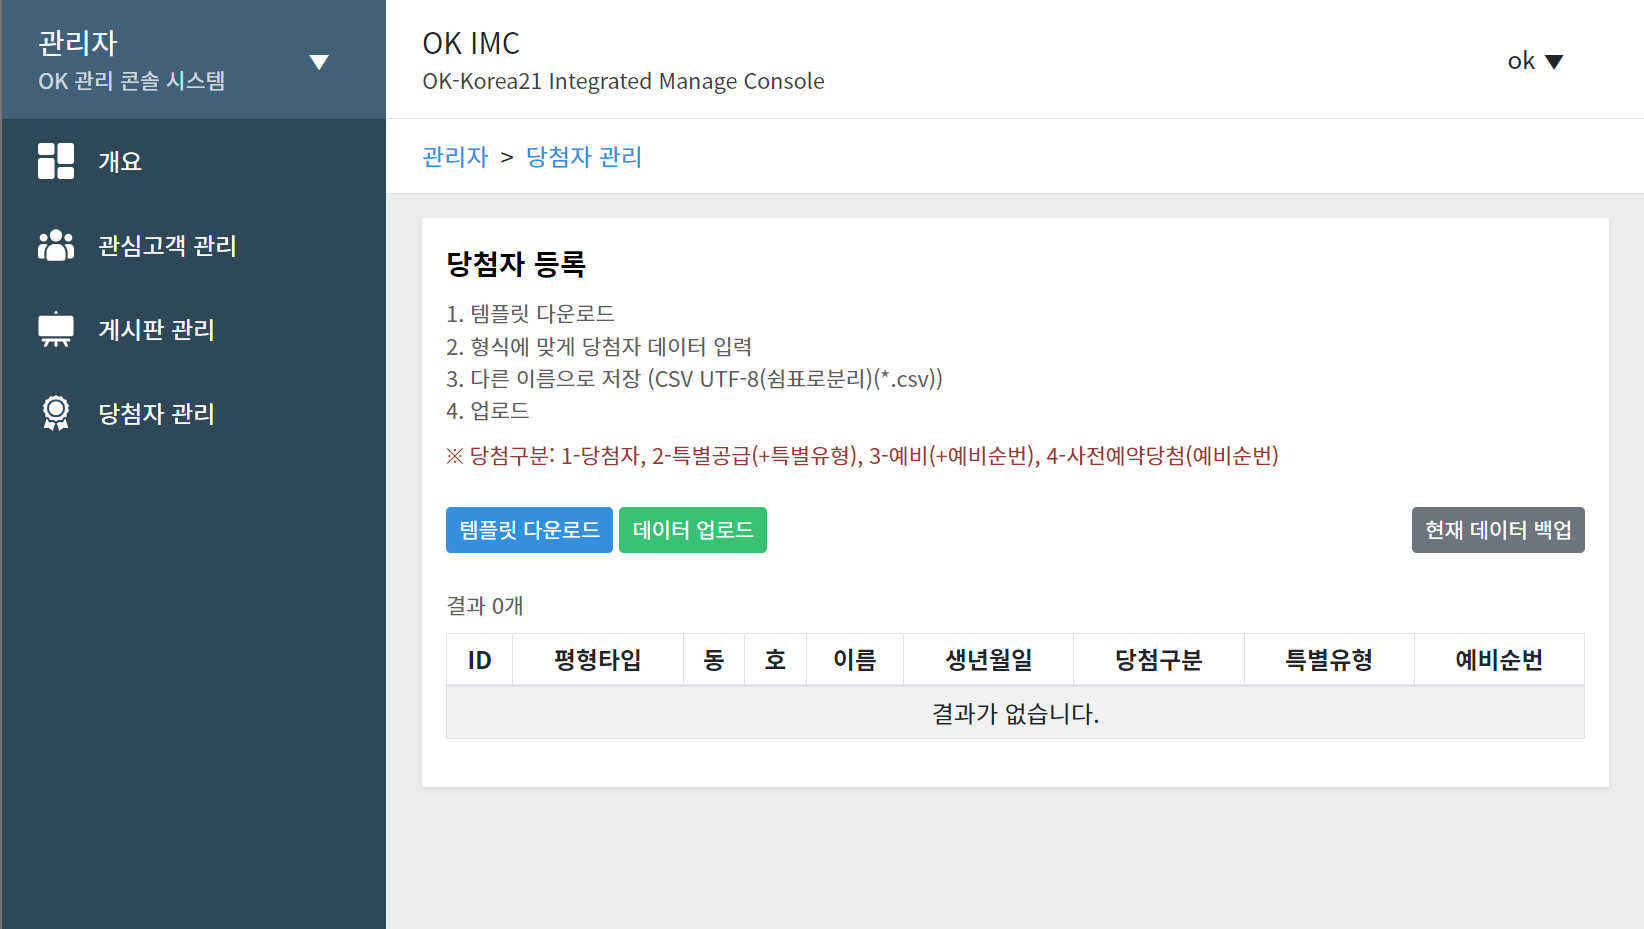 관리자
OK 관리 콘솔 시스템
개요
관심고객 관리
게시판 관리
당첨자 관리
OK IMC
OK-Korea21 Integrated Manage Console
ok ▼
관리자 > 당첨자 관리
당첨자 등록
1. 템플릿 다운로드
2. 형식에 맞게 당첨자 데이터 입력
3. 다른 이름으로 저장 (CSV UTF-8(쉼표로분리)(*.csv))
4. 업로드
※ 당첨구분: 1-당첨자, 2-특별공급(+특별유형), 3-예비(+예비순번), 4-사전예약당첨(예비순번)
템플릿 다운로드 데이터 업로드 현재 데이터 백업
결과 0개
ID 평형타입 동 호 이름 생년월일 당첨구분 특별유형 예비순번
결과가 없습니다.